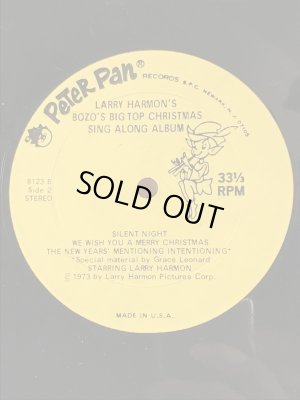 Peter Pan RECORDS P.P.C. NEWARK, N.J. 07105
LARRY HARMON'S
BOZO'S BIG TOP CHRISTMAS
SING ALONG ALBUM
8123 B
Side 2
STEREO
33⅓
RPM
SOLD OUT
SILENT NIGHT
WE WISH YOU A MERRY CHRISTMAS
THE NEW YEARS' MENTIONING INTENTIONING*
*Special material by Grace Leonard
STARRING LARRY HARMON
Ⓟ 1973 by Larry Harmon Pictures Corp.
MADE IN U.S.A.